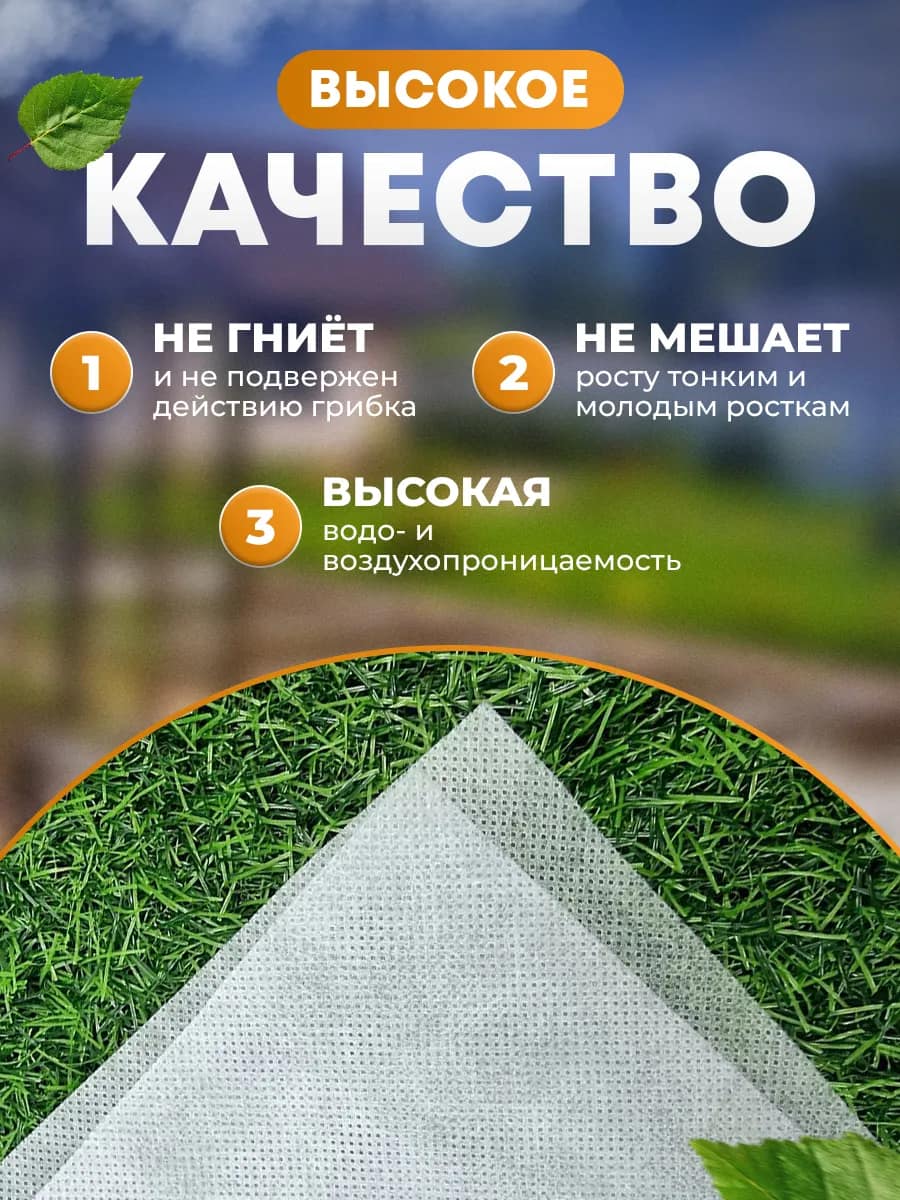 ВЫСОКОЕ
КАЧЕСТВО
1
НЕ ГНИЁТ
и не подвержен
действию грибка
2
НЕ МЕШАЕТ
росту тонким и
молодым росткам
3
ВЫСОКАЯ
водо- и
воздухопроницаемость